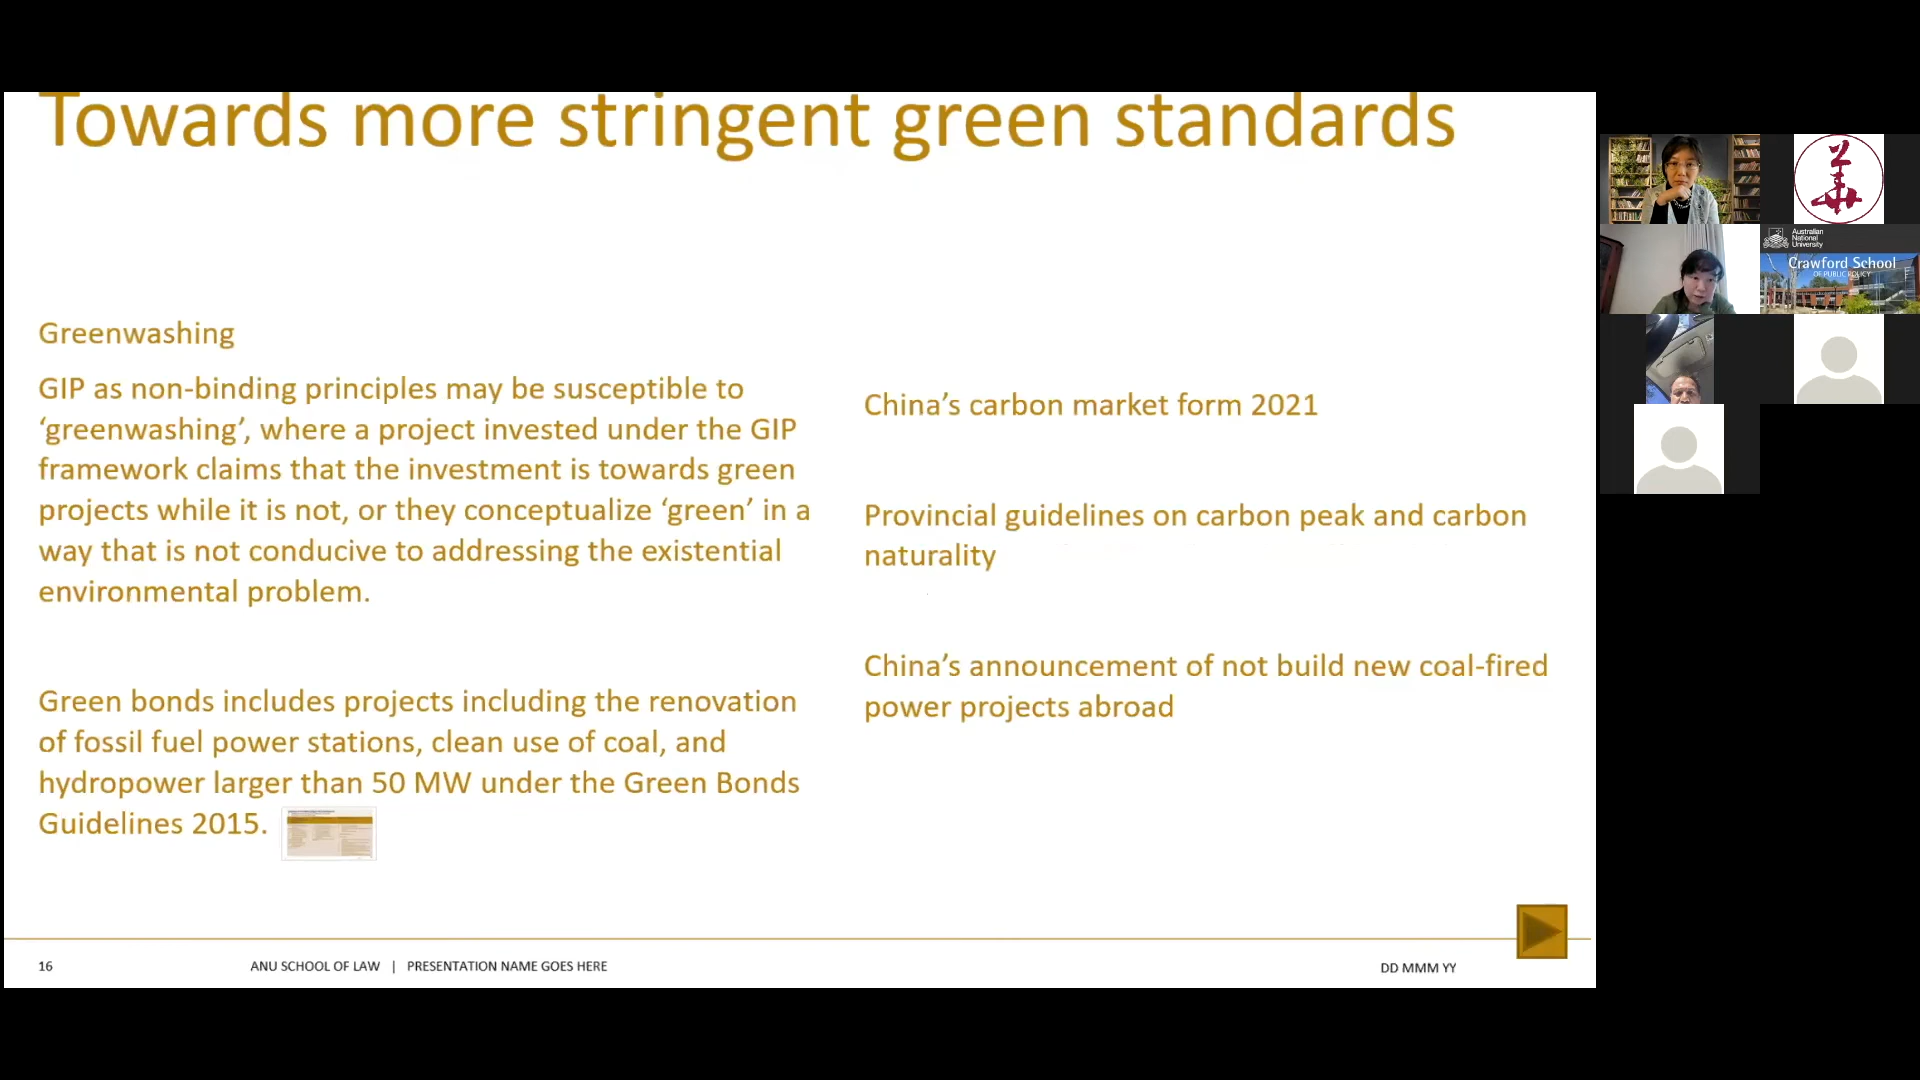 Towards more stringent green standards
Greenwashing
GIP as non-binding principles may be susceptible to
‘greenwashing’, where a project invested under the GIP
framework claims that the investment is towards green
projects while it is not, or they conceptualize ‘green’ in a
way that is not conducive to addressing the existential
environmental problem.
Green bonds includes projects including the renovation
of fossil fuel power stations, clean use of coal, and
hydropower larger than 50 MW under the Green Bonds
Guidelines 2015.
China’s carbon market form 2021
Provincial guidelines on carbon peak and carbon
naturality
China’s announcement of not build new coal-fired
power projects abroad
16
ANU SCHOOL OF LAW | PRESENTATION NAME GOES HERE
DD MMM YY
Australian
National
University
Crawford School
OF PUBLIC POLICY